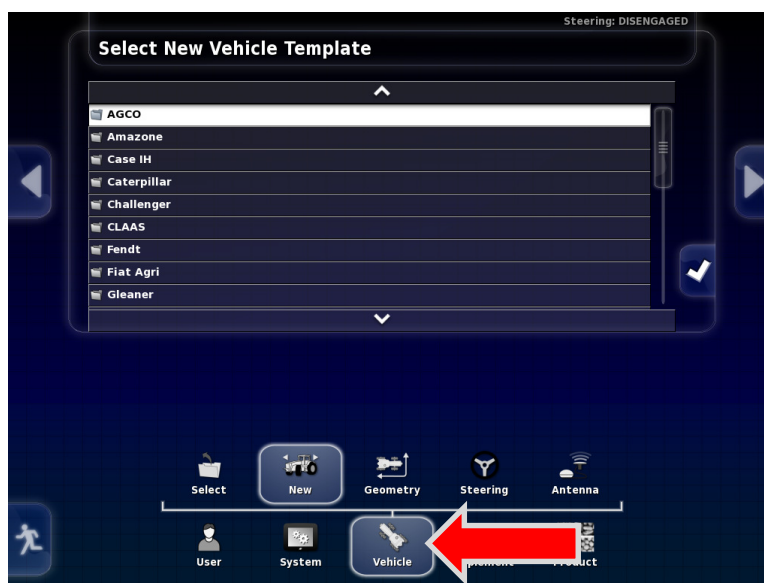 Steering: DISENGAGED
Select New Vehicle Template
AGCO
Amazone
Case IH
Caterpillar
Challenger
CLAAS
Fendt
Fiat Agri
Gleaner
Select New Geometry Steering Antenna
User System Vehicle